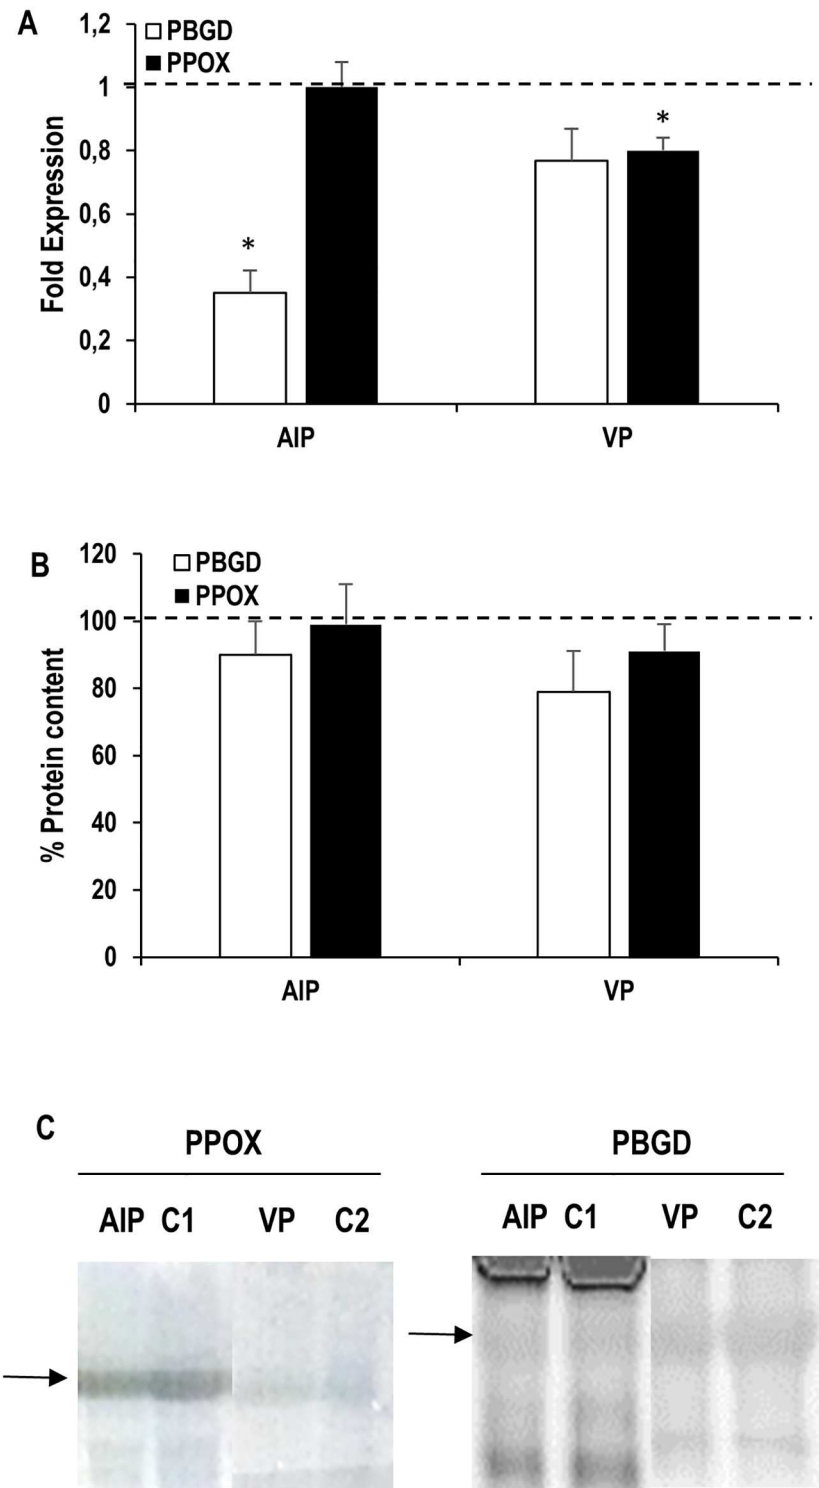 A
1,2
PBGD
PPOX
1
*
0,8
0,6
*
0,4
0,2
0
Fold Expression
AIP VP
B
120
PBGD
PPOX
100
80
60
40
20
0
% Protein content
AIP VP
C
PPOX PBGD
AIP C1 VP C2 AIP C1 VP C2